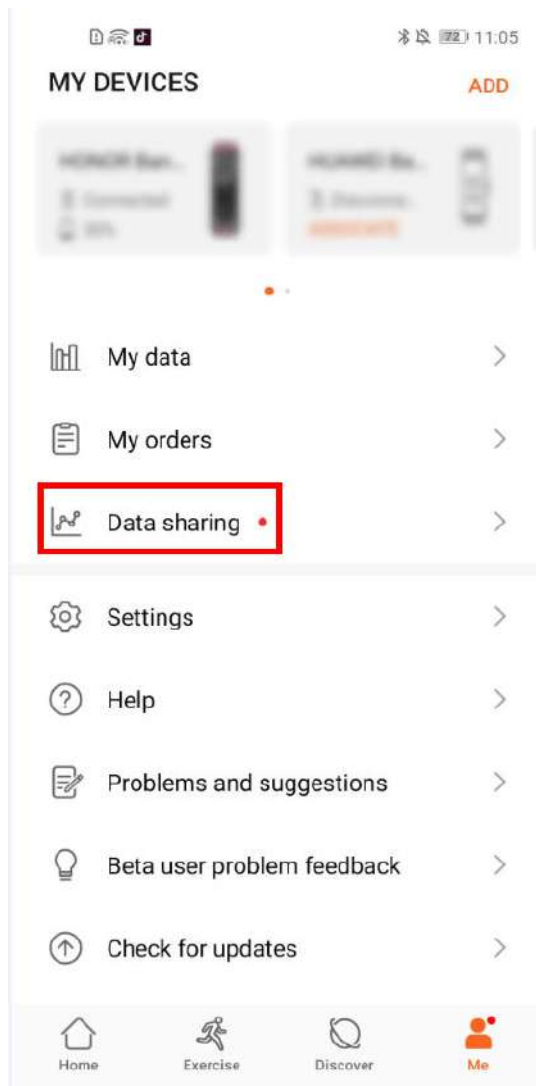 72 11:05
MY DEVICES ADD
My data
My orders
Data sharing
Settings
Help
Problems and suggestions
Beta user problem feedback
Check for updates
Home Exercise Discover Me